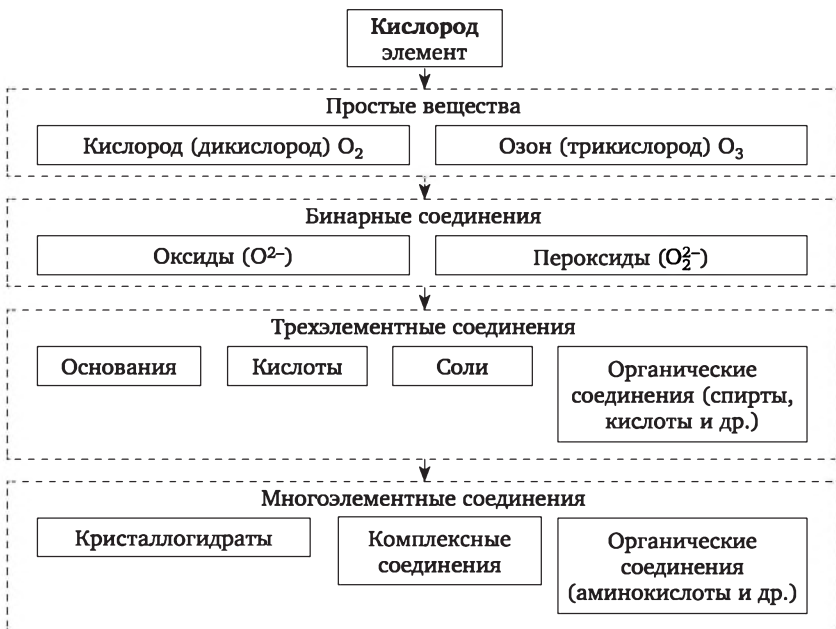 Кислород
элемент
Простые вещества
Кислород (дикислород) O₂
Озон (трикислород) O₃
Бинарные соединения
Оксиды (O²⁻)
Пероксиды (O₂²⁻)
Трехэлементные соединения
Основания
Кислоты
Соли
Органические
соединения (спирты,
кислоты и др.)
Многоэлементные соединения
Кристаллогидраты
Комплексные
соединения
Органические
соединения
(аминокислоты и др.)